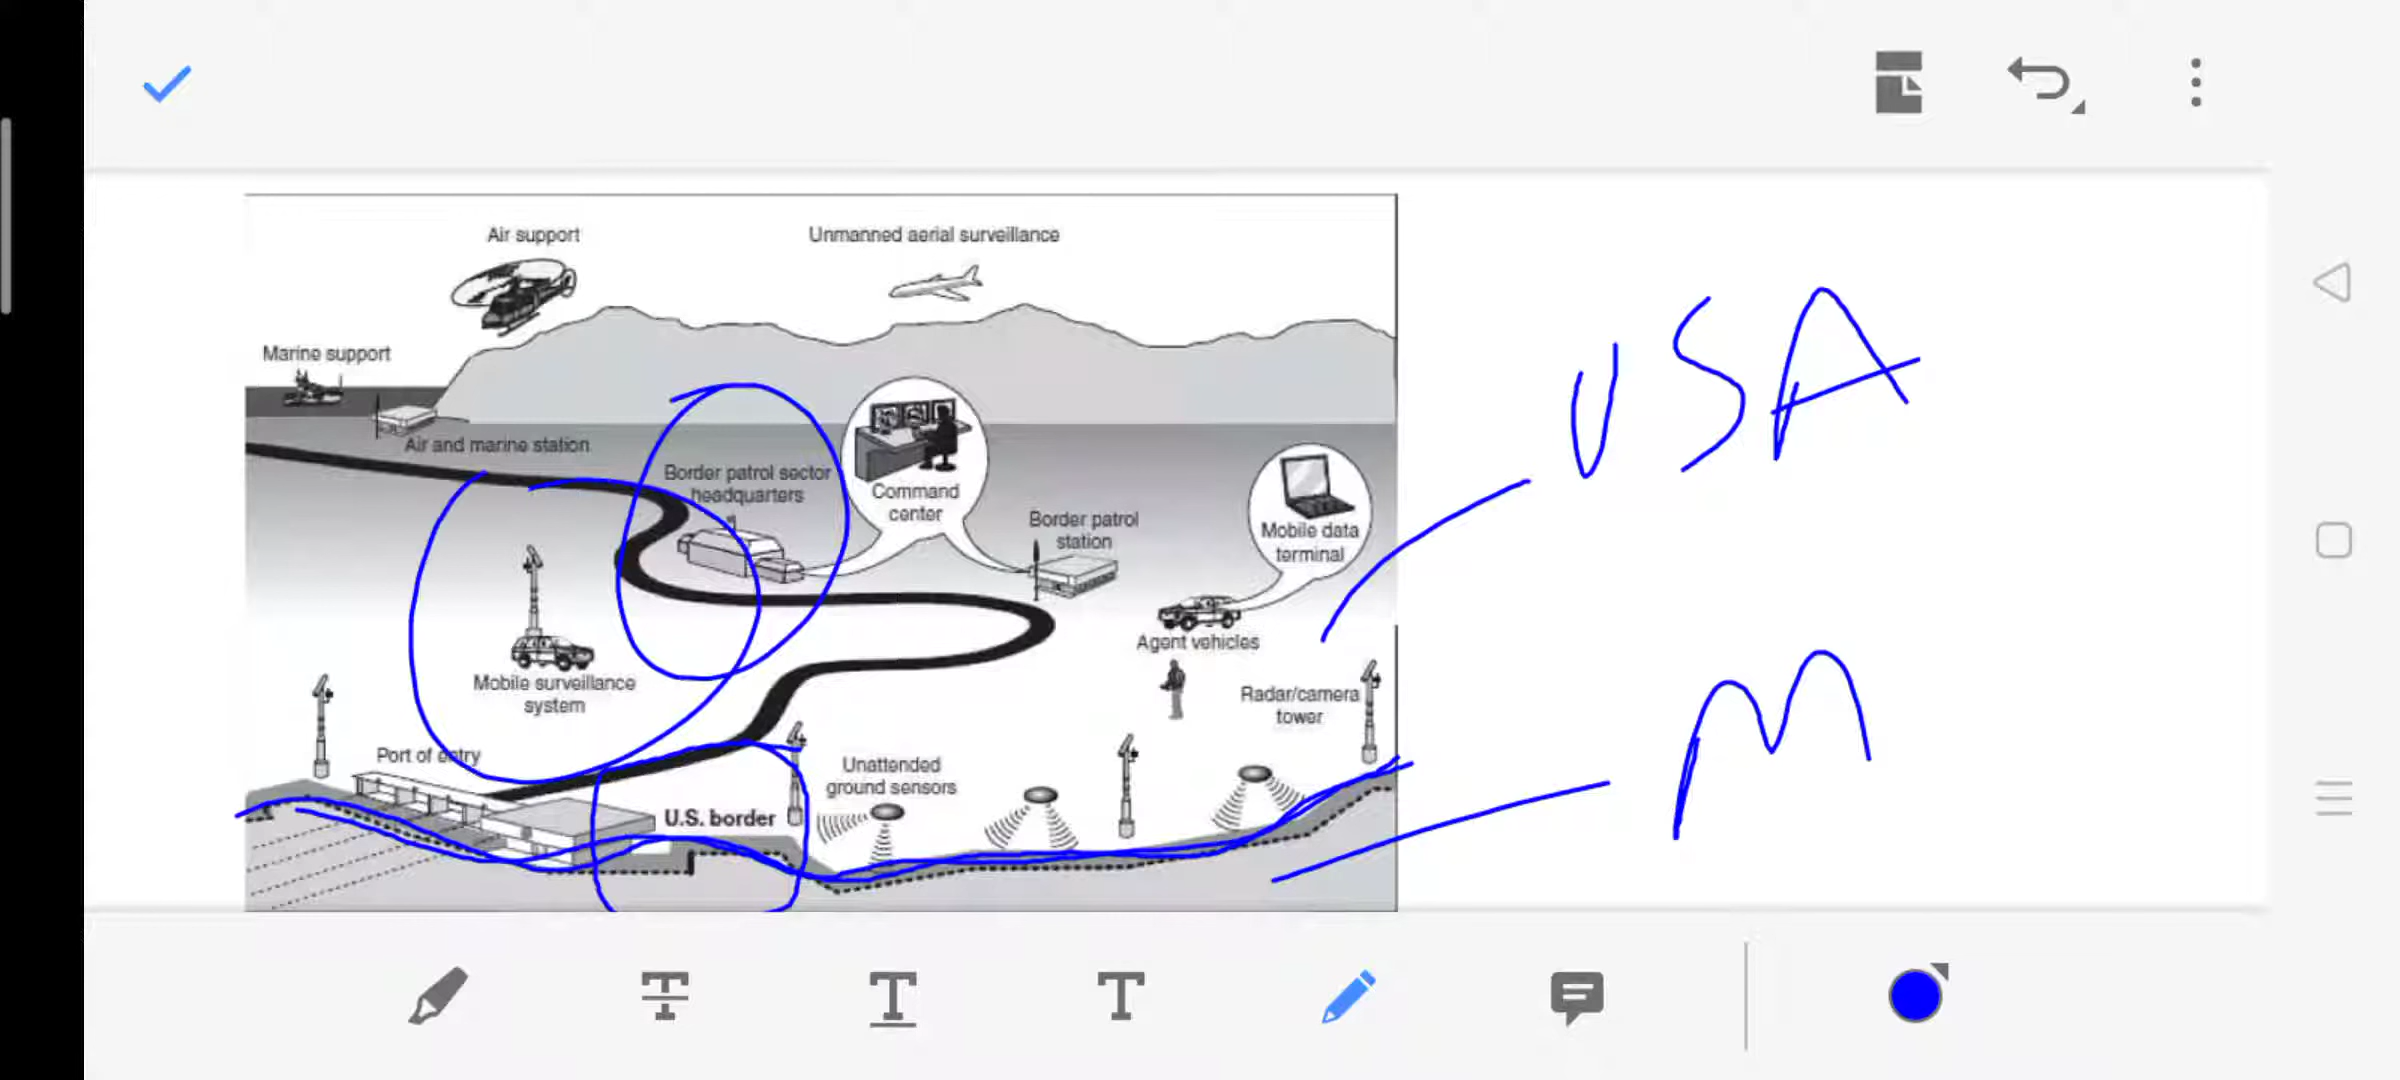 Air support
Unmanned aerial surveillance
Marine support
Air and marine station
Border patrol sector
headquarters
Command
center
Border patrol
station
Mobile data
terminal
Agent vehicles
Mobile surveillance
system
Radar/camera
tower
Port of entry
Unattended
ground sensors
U.S. border
USA
M